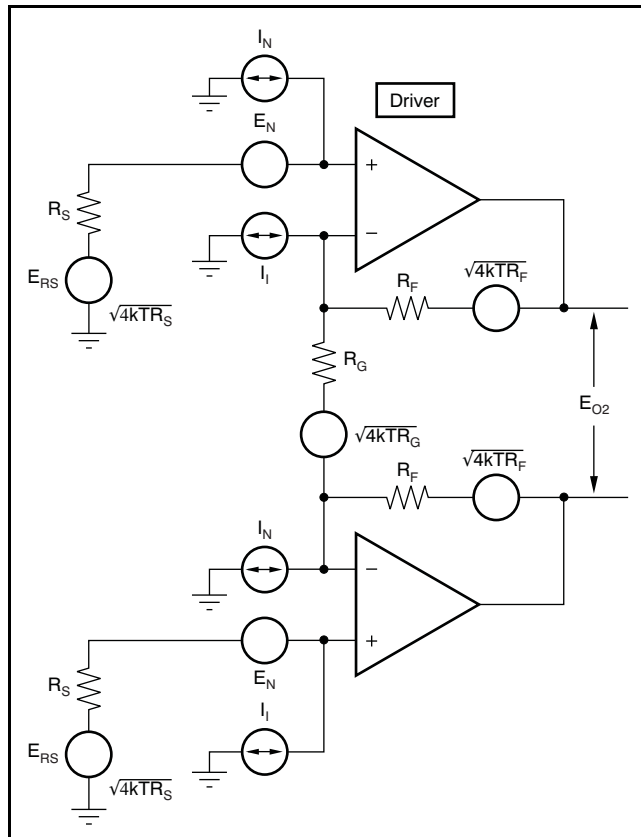 I_N
Driver
E_N
+
R_S
I_I
−
E_RS
√4kTR_S
R_F
√4kTR_F
R_G
E_O2
√4kTR_G
√4kTR_F
R_F
I_N
−
+
E_N
R_S
I_I
E_RS
√4kTR_S